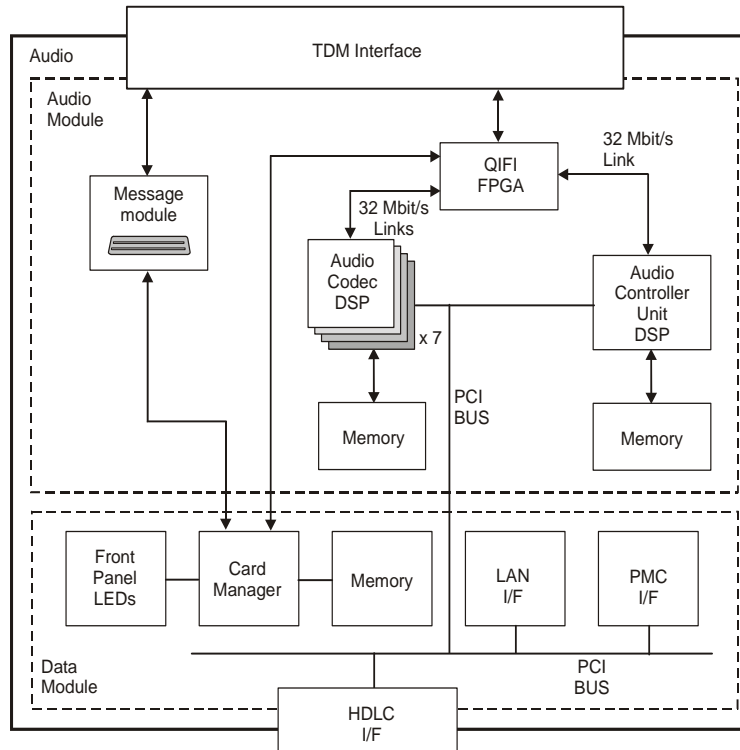 TDM Interface
Audio
Audio
Module
32 Mbit/s
Link
QIFI
FPGA
Message
module
32 Mbit/s
Links
Audio
Codec
DSP
x 7
Audio
Controller
Unit
DSP
PCI
BUS
Memory
Memory
Front
Panel
LEDs
Card
Manager
Memory
LAN
I/F
PMC
I/F
Data
Module
PCI
BUS
HDLC
I/F